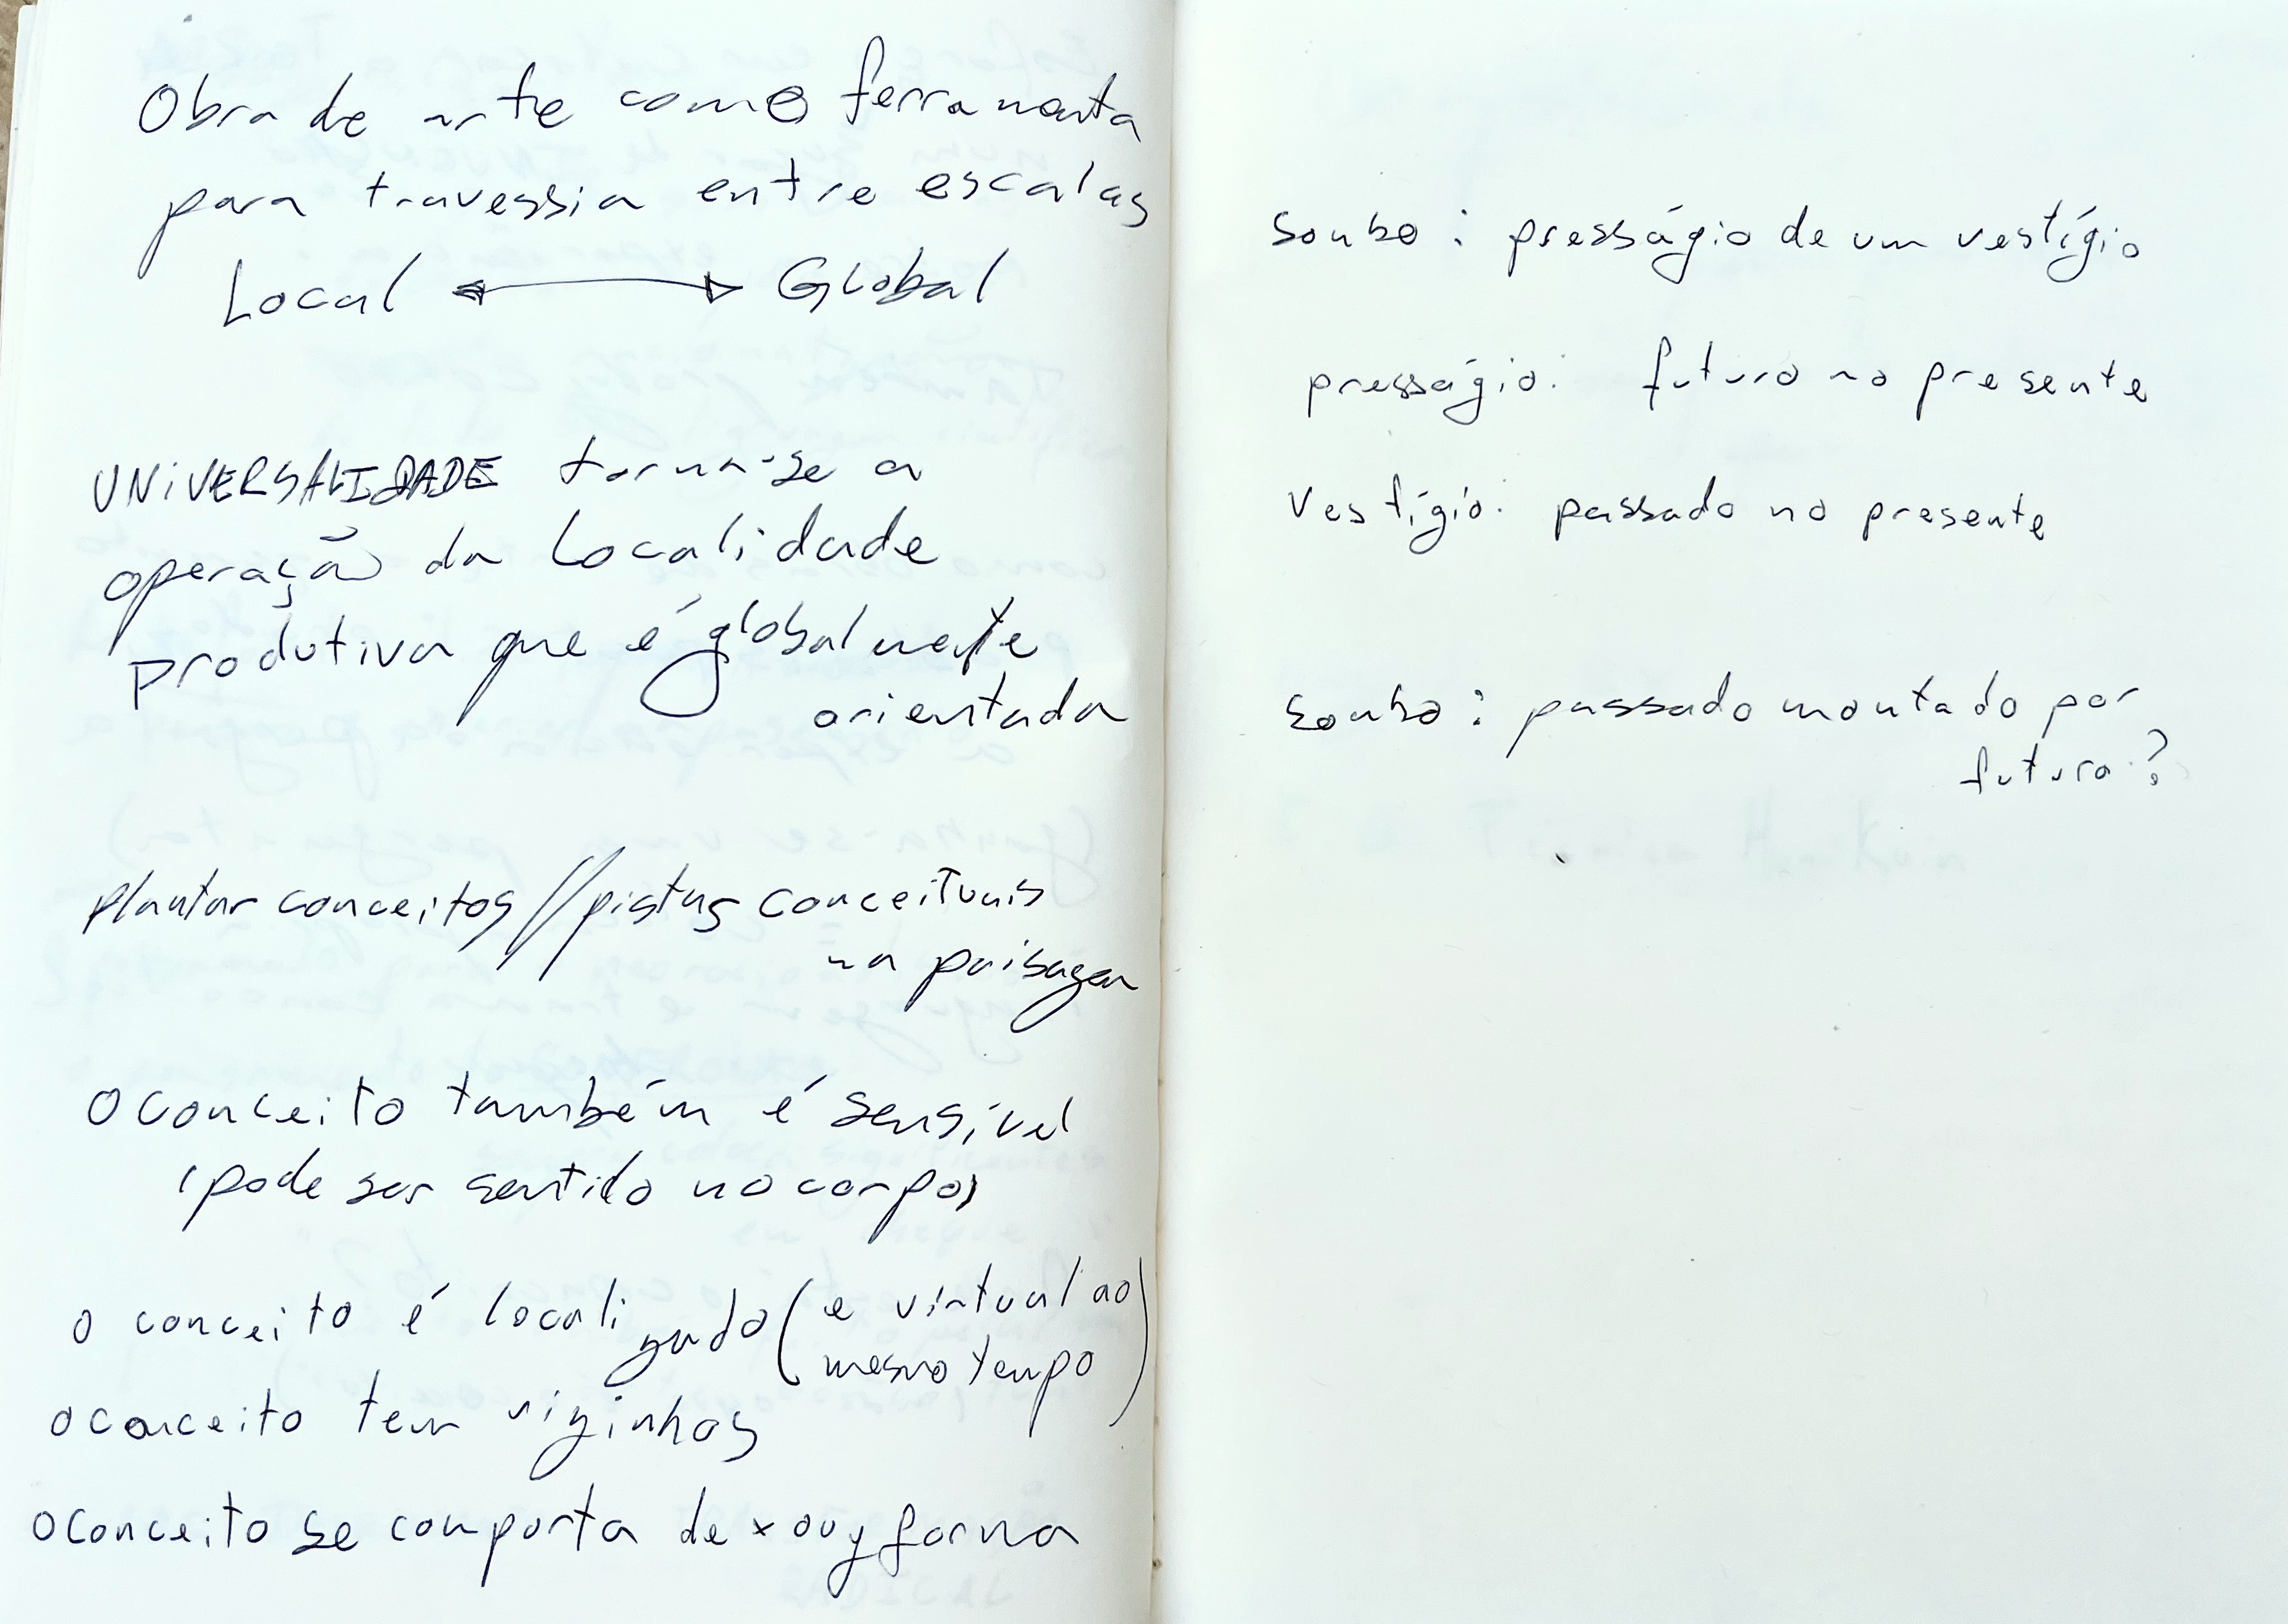 Obra de arte como ferramenta
para travessia entre escalas
Local ↔ Global
UNIVERSALIDADE torna-se a
operação da localidade
produtiva que é globalmente
orientada
plantar conceitos // pistas conceituais
na paisagem
O conceito também é sensível
(pode ser sentido no corpo)
o conceito é localizado (e virtual ao
mesmo tempo)
o conceito tem vizinhos
o conceito se comporta de x ou y forma
sonho: presságio de um vestígio
presságio: futuro no presente
Vestígio: passado no presente
sonho: passado montado por
futuro?